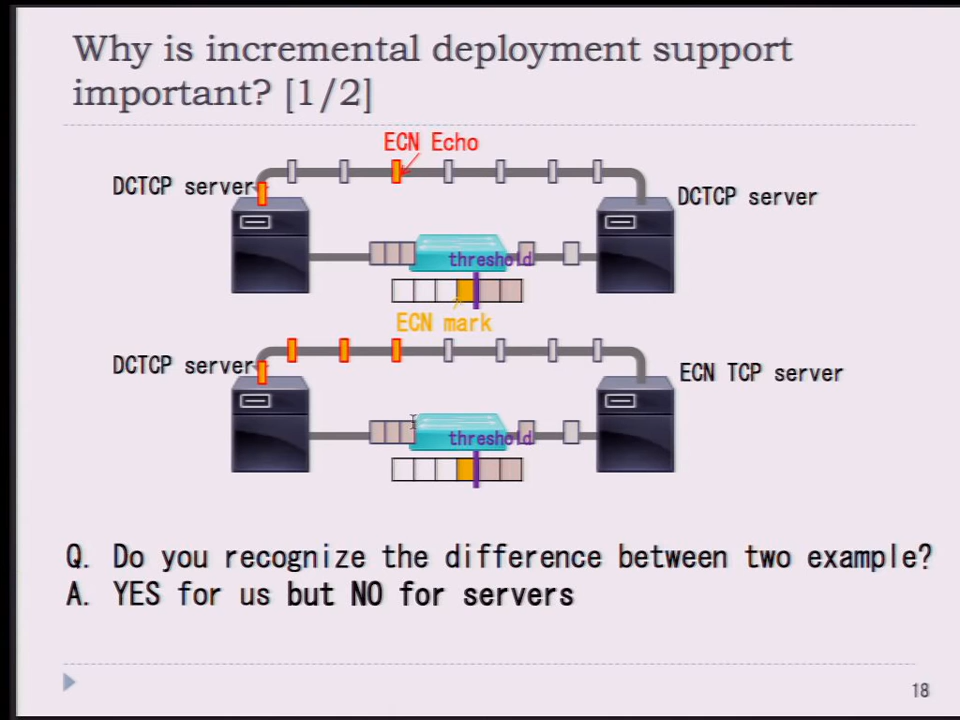 Why is incremental deployment support
important? [1/2]
ECN Echo
DCTCP server
DCTCP server
threshold
ECN mark
DCTCP server
ECN TCP server
threshold
Q. Do you recognize the difference between two example?
A. YES for us but NO for servers
18